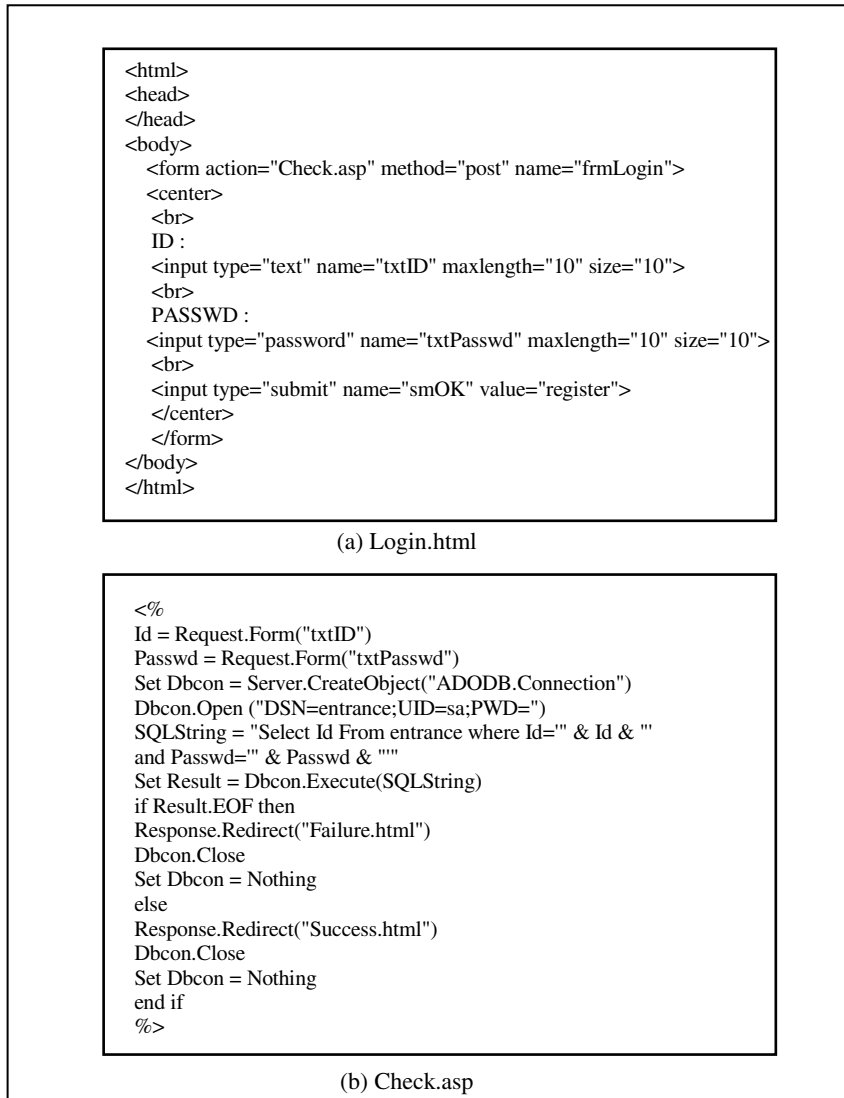 <html>
<head>
</head>
<body>
<form action="Check.asp" method="post" name="frmLogin">
<center>
<br>
ID :
<input type="text" name="txtID" maxlength="10" size="10">
<br>
PASSWD :
<input type="password" name="txtPasswd" maxlength="10" size="10">
<br>
<input type="submit" name="smOK" value="register">
</center>
</form>
</body>
</html>
(a) Login.html
<%
Id = Request.Form("txtID")
Passwd = Request.Form("txtPasswd")
Set Dbcon = Server.CreateObject("ADODB.Connection")
Dbcon.Open ("DSN=entrance;UID=sa;PWD=")
SQLString = "Select Id From entrance where Id='" & Id & "'
and Passwd='" & Passwd & "'"
Set Result = Dbcon.Execute(SQLString)
if Result.EOF then
Response.Redirect("Failure.html")
Dbcon.Close
Set Dbcon = Nothing
else
Response.Redirect("Success.html")
Dbcon.Close
Set Dbcon = Nothing
end if
%>
(b) Check.asp